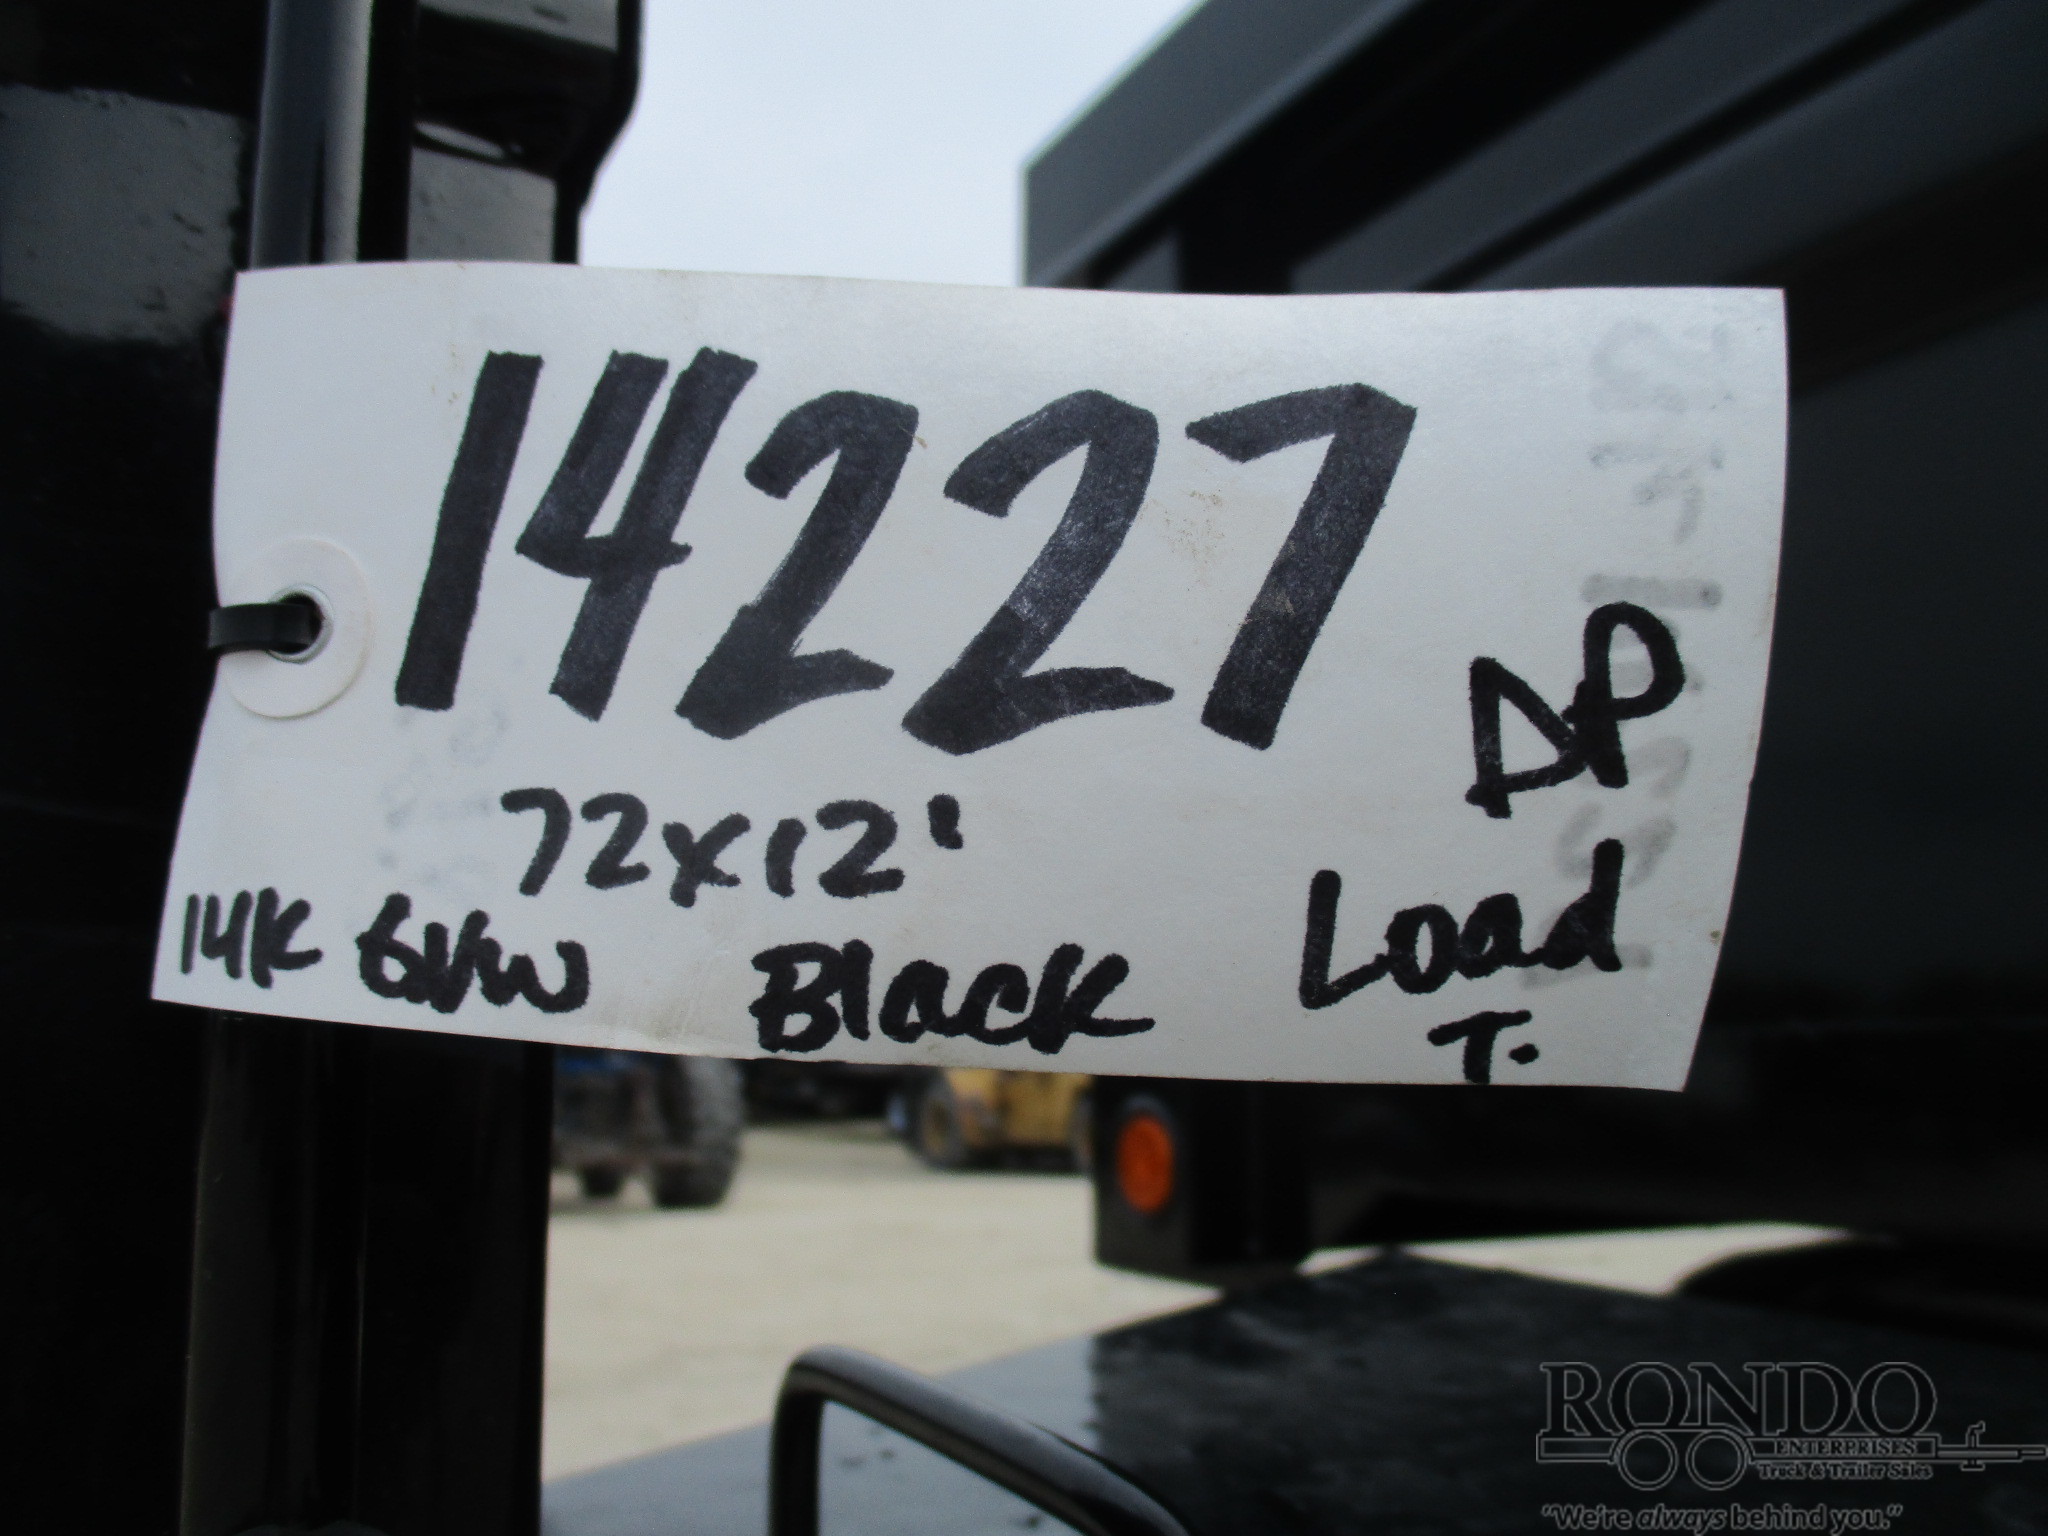 14227
DP
72x12'
14K GVW Black Load
T.
RONDO
ENTERPRISES
Truck & Trailer Sales
"We're always behind you."